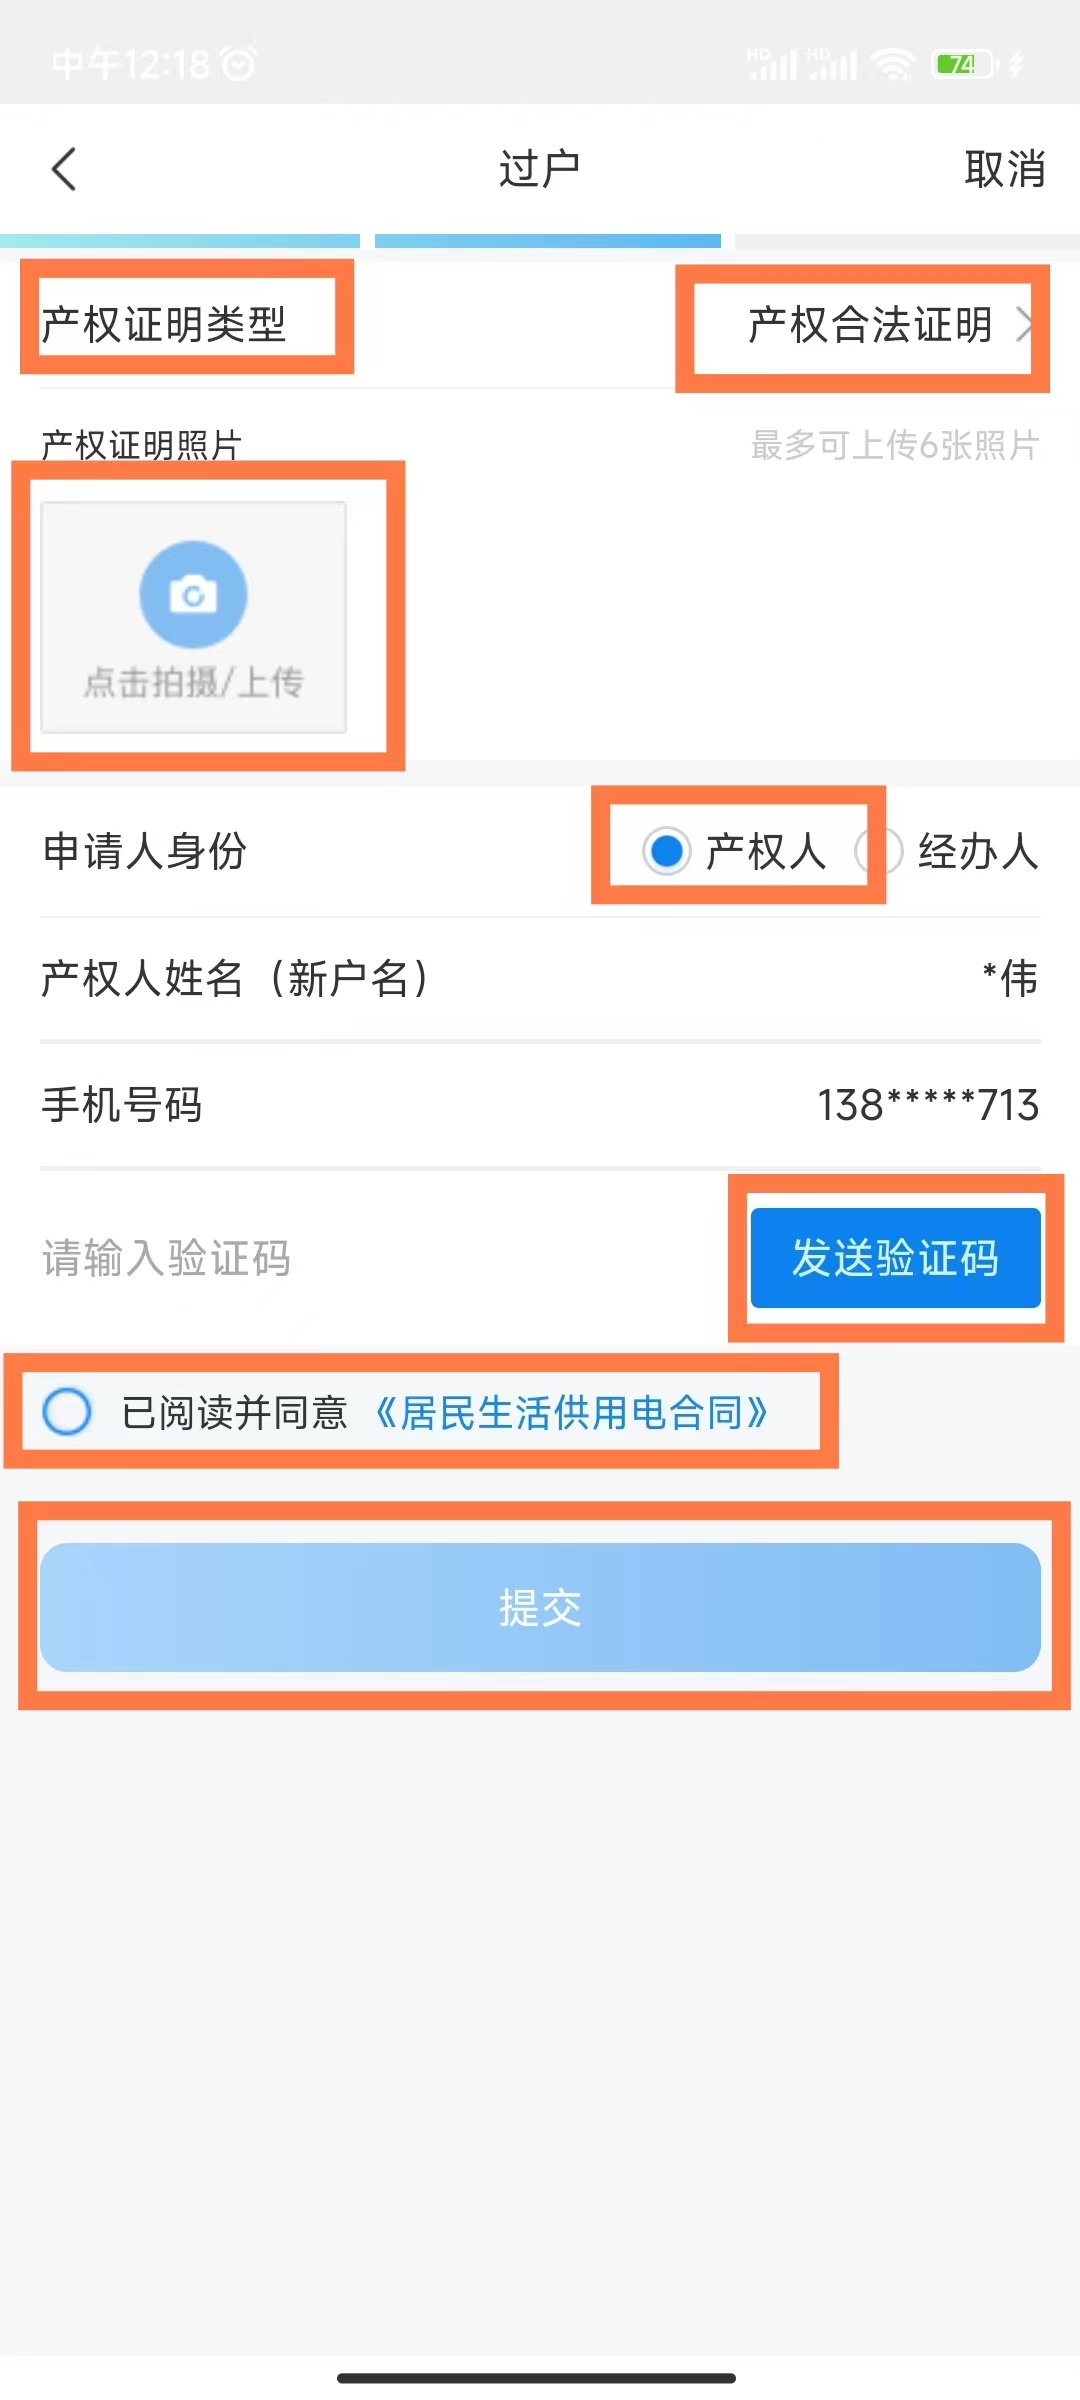 中午12:18
HD HD 74
过户
取消
产权证明类型
产权合法证明
产权证明照片
最多可上传6张照片
点击拍摄/上传
申请人身份
产权人 经办人
产权人姓名（新户名）
*伟
手机号码
138*****713
请输入验证码
发送验证码
已阅读并同意《居民生活供用电合同》
提交